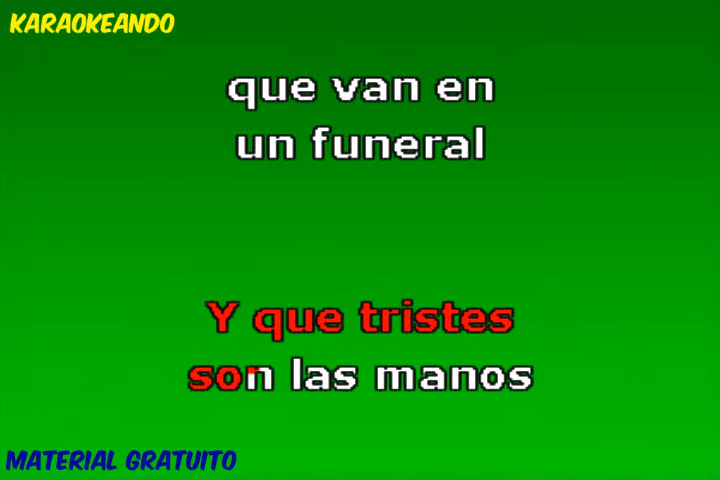 KARAOKEANDO
que van en
un funeral
Y que tristes
son las manos
MATERIAL GRATUITO